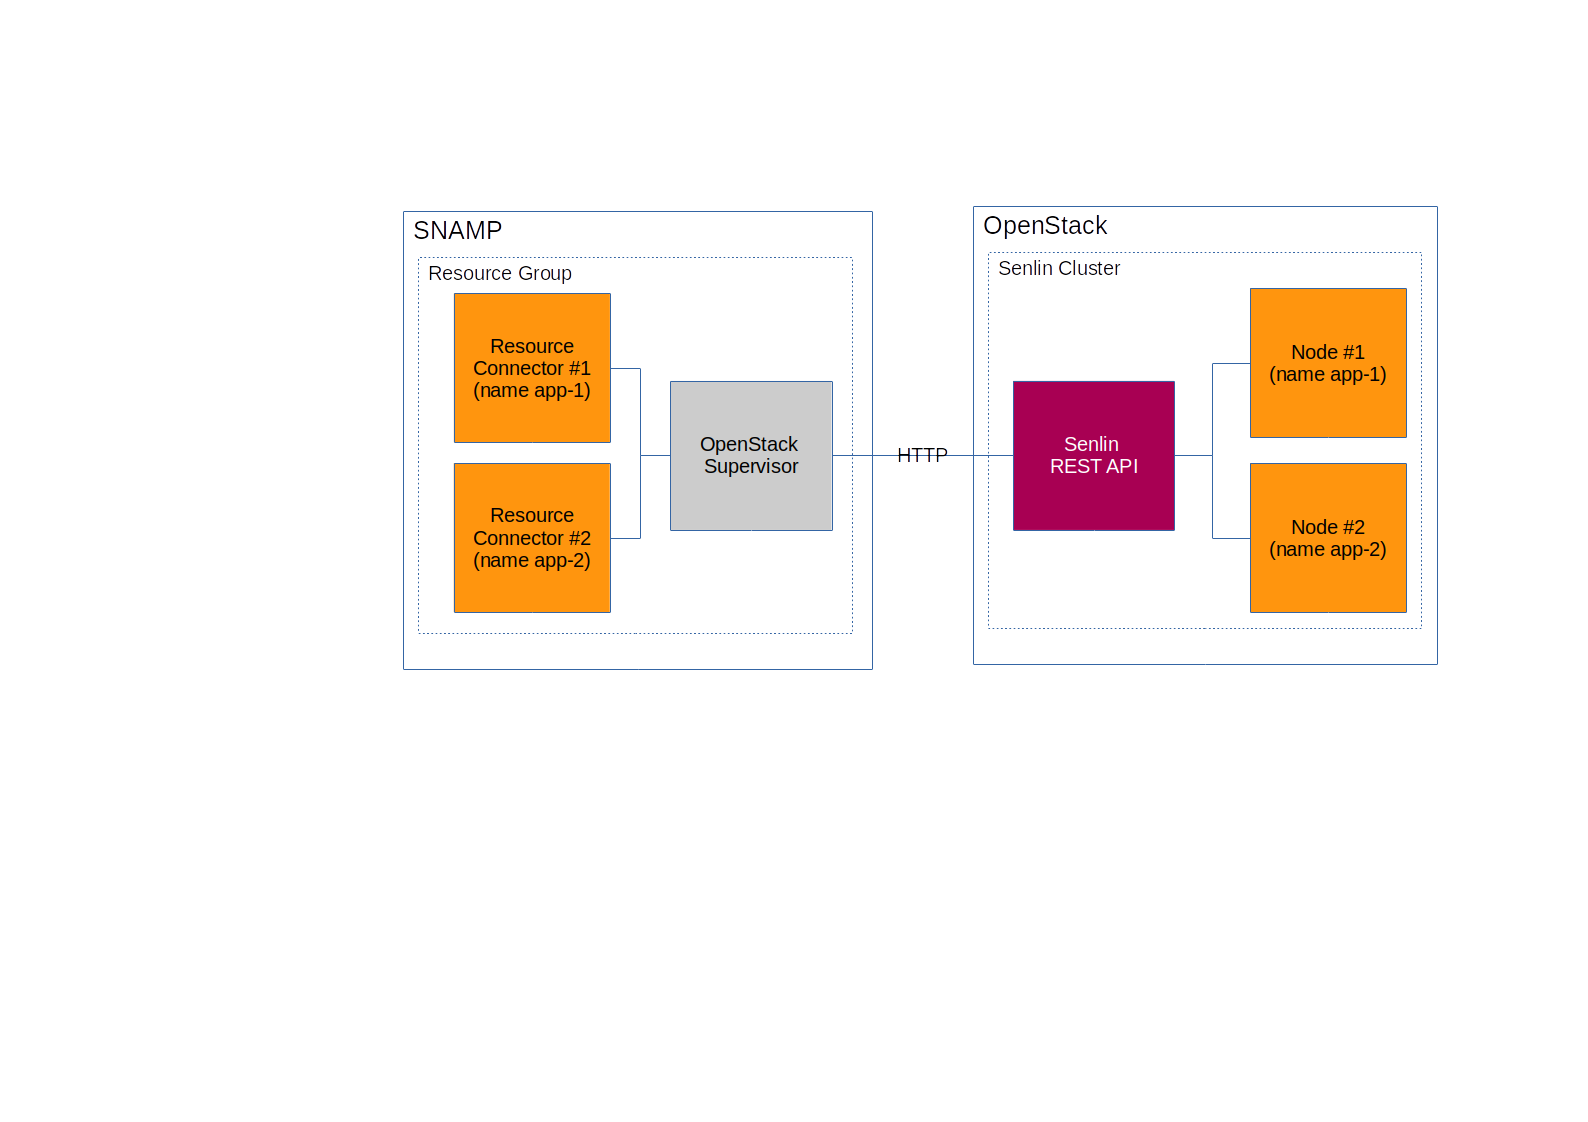 SNAMP
Resource Group
Resource
Connector #1
(name app-1)
Resource
Connector #2
(name app-2)
OpenStack
Supervisor
HTTP
OpenStack
Senlin Cluster
Senlin
REST API
Node #1
(name app-1)
Node #2
(name app-2)